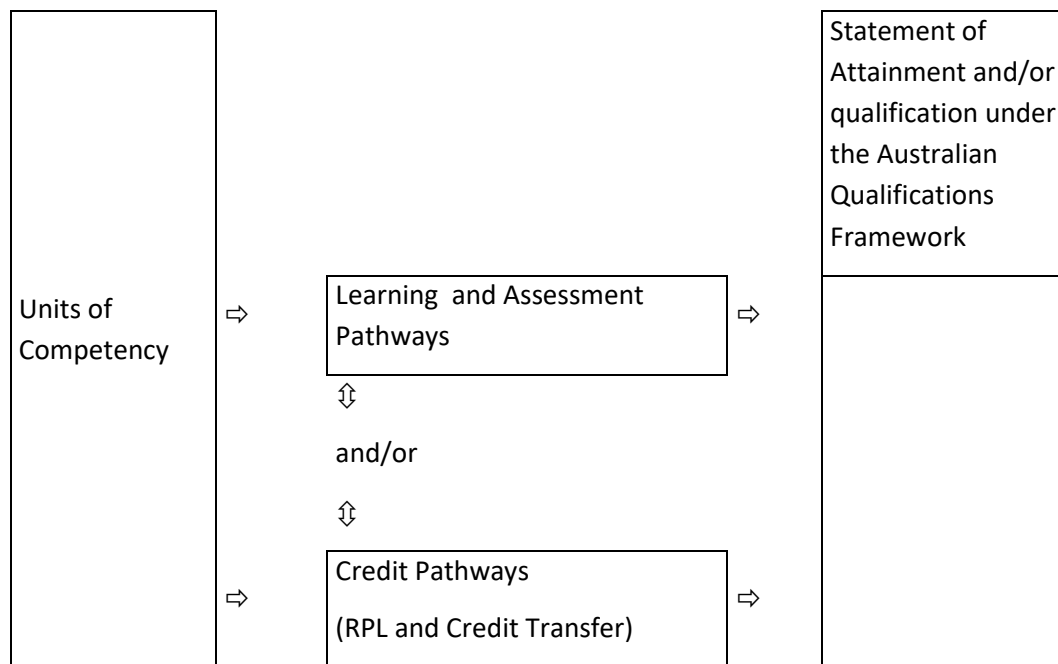 Statement of
Attainment and/or
qualification under
the Australian
Qualifications
Framework
Units of
Competency
⇨
Learning and Assessment
Pathways
⇨
⇳
and/or
⇳
Credit Pathways
(RPL and Credit Transfer)
⇨
⇨